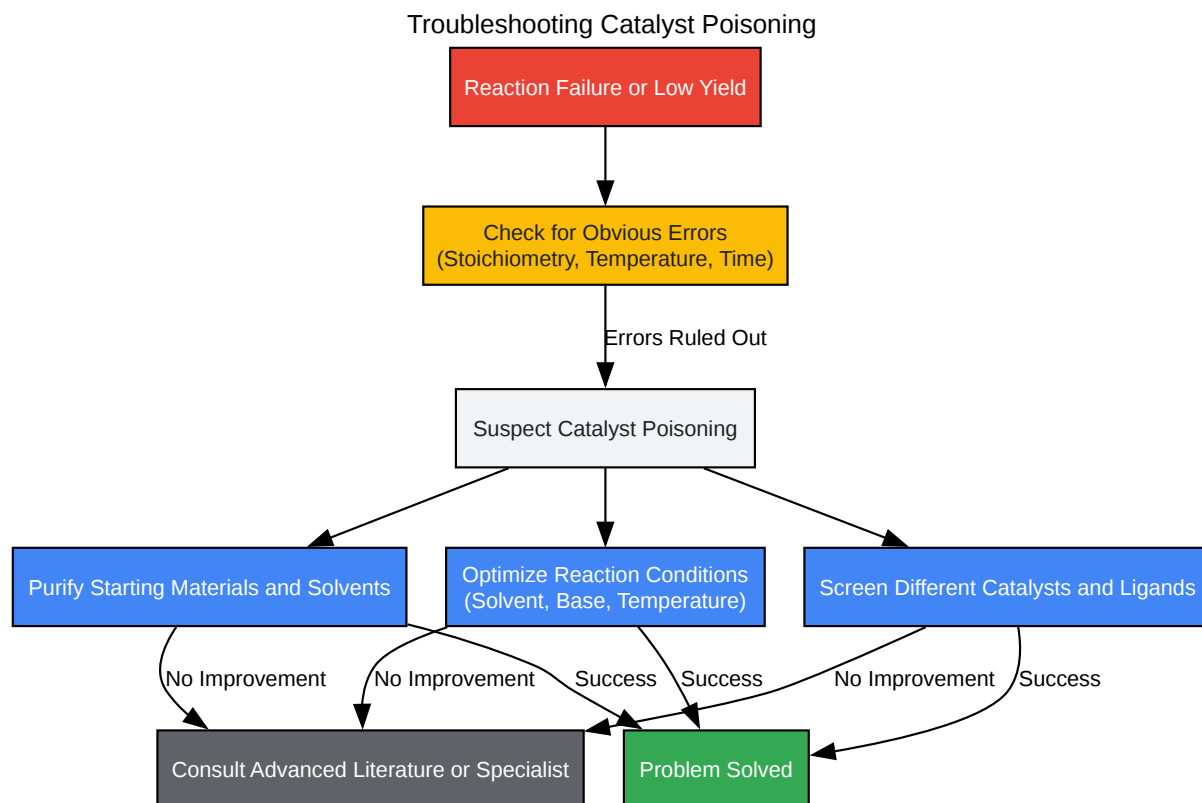 Troubleshooting Catalyst Poisoning
Reaction Failure or Low Yield
Check for Obvious Errors
(Stoichiometry, Temperature, Time)
Errors Ruled Out
Suspect Catalyst Poisoning
Purify Starting Materials and Solvents
Optimize Reaction Conditions
(Solvent, Base, Temperature)
Screen Different Catalysts and Ligands
No Improvement
No Improvement
Success
Success
No Improvement
Success
Consult Advanced Literature or Specialist
Problem Solved